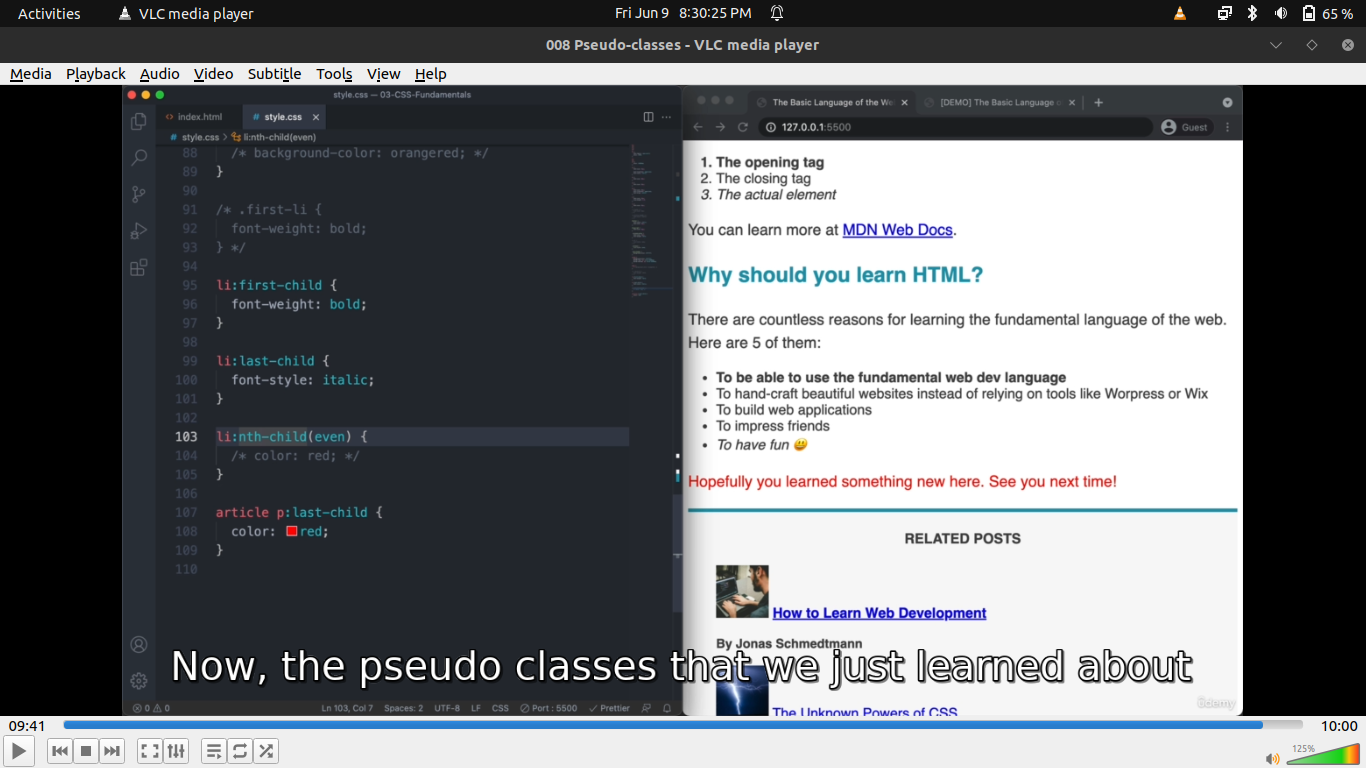 Activities
VLC media player
Fri Jun 9 8:30:25 PM
65 %
008 Pseudo-classes - VLC media player
Media Playback Audio Video Subtitle Tools View Help
style.css — 03-CSS-Fundamentals
index.html
# style.css ×
# style.css > li:nth-child(even)
88 /* background-color: orangered; */
89 }
90
91 /* .first-li {
92 font-weight: bold;
93 } */
94
95 li:first-child {
96 font-weight: bold;
97 }
98
99 li:last-child {
100 font-style: italic;
101 }
102
103 li:nth-child(even) {
104 /* color: red; */
105 }
106
107 article p:last-child {
108 color: red;
109 }
110
0 0
Ln 103, Col 7 Spaces: 2 UTF-8 LF CSS Port : 5500 Prettier
The Basic Language of the We
[DEMO] The Basic Language o
127.0.0.1:5500
Guest
1. The opening tag
2. The closing tag
3. The actual element
You can learn more at MDN Web Docs.
Why should you learn HTML?
There are countless reasons for learning the fundamental language of the web.
Here are 5 of them:
• To be able to use the fundamental web dev language
• To hand-craft beautiful websites instead of relying on tools like Worpress or Wix
• To build web applications
• To impress friends
• To have fun 😃
Hopefully you learned something new here. See you next time!
RELATED POSTS
How to Learn Web Development
By Jonas Schmedtmann
The Unknown Powers of CSS
Now, the pseudo classes that we just learned about
ûdemy
09:41
10:00
125%